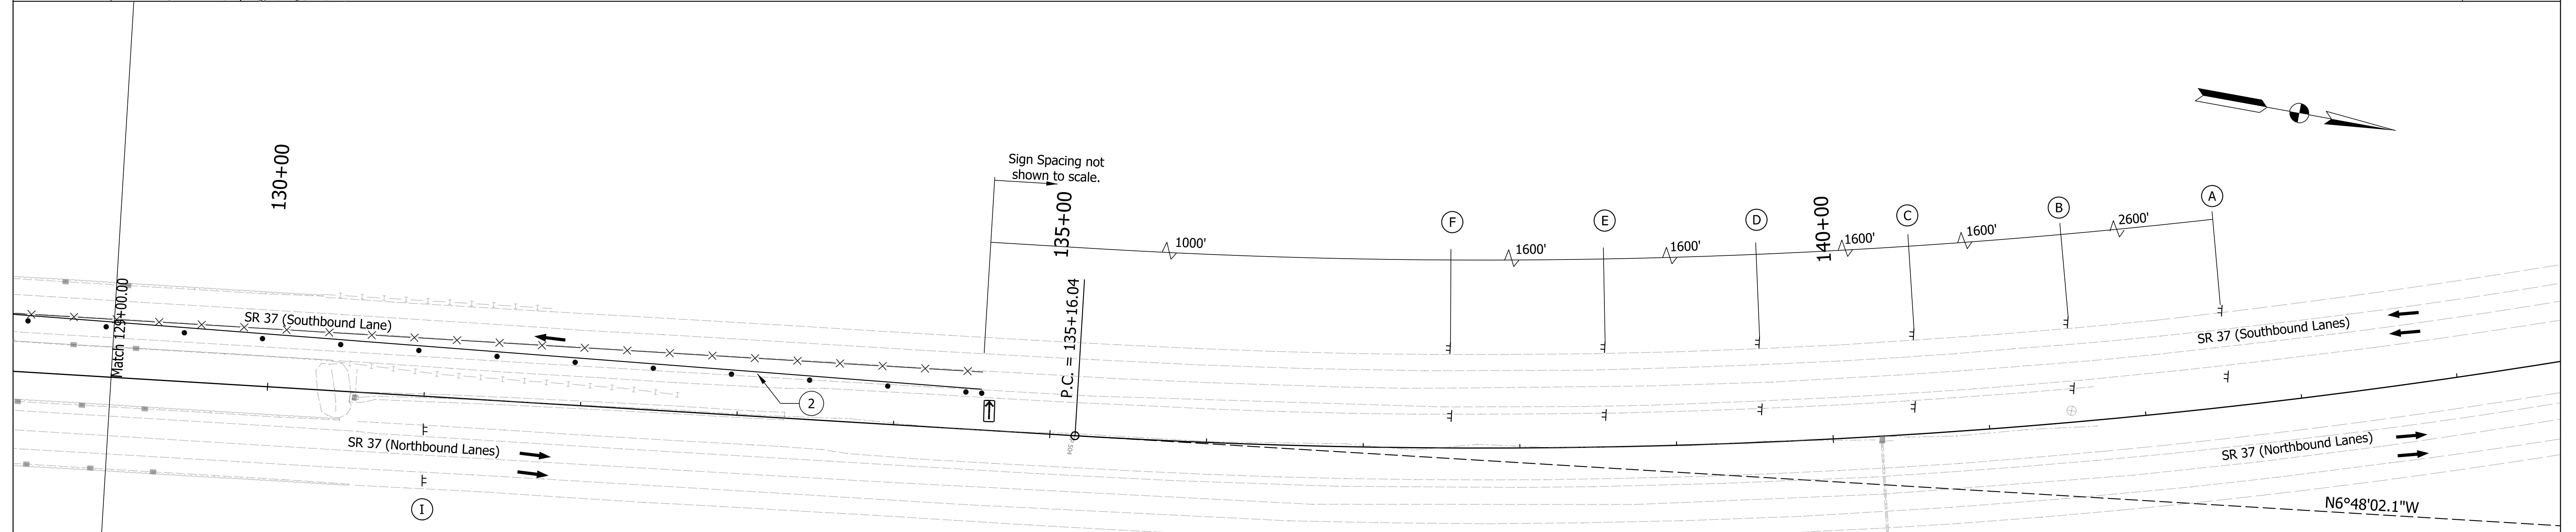 130+00
Sign Spacing not
shown to scale.
135+00
140+00
F
E
D
C
B
A
1000'
1600'
1600'
1600'
1600'
2600'
Match 129+00.00
SR 37 (Southbound Lane)
P.C. = 135+16.04
2
SR 37 (Southbound Lanes)
SR 37 (Northbound Lanes)
SR 37 (Northbound Lanes)
I
N6°48'02.1"W